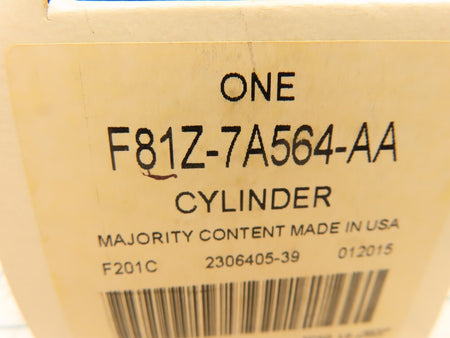 ONE
F81Z-7A564-AA
CYLINDER
MAJORITY CONTENT MADE IN USA
F201C 2306405-39 012015